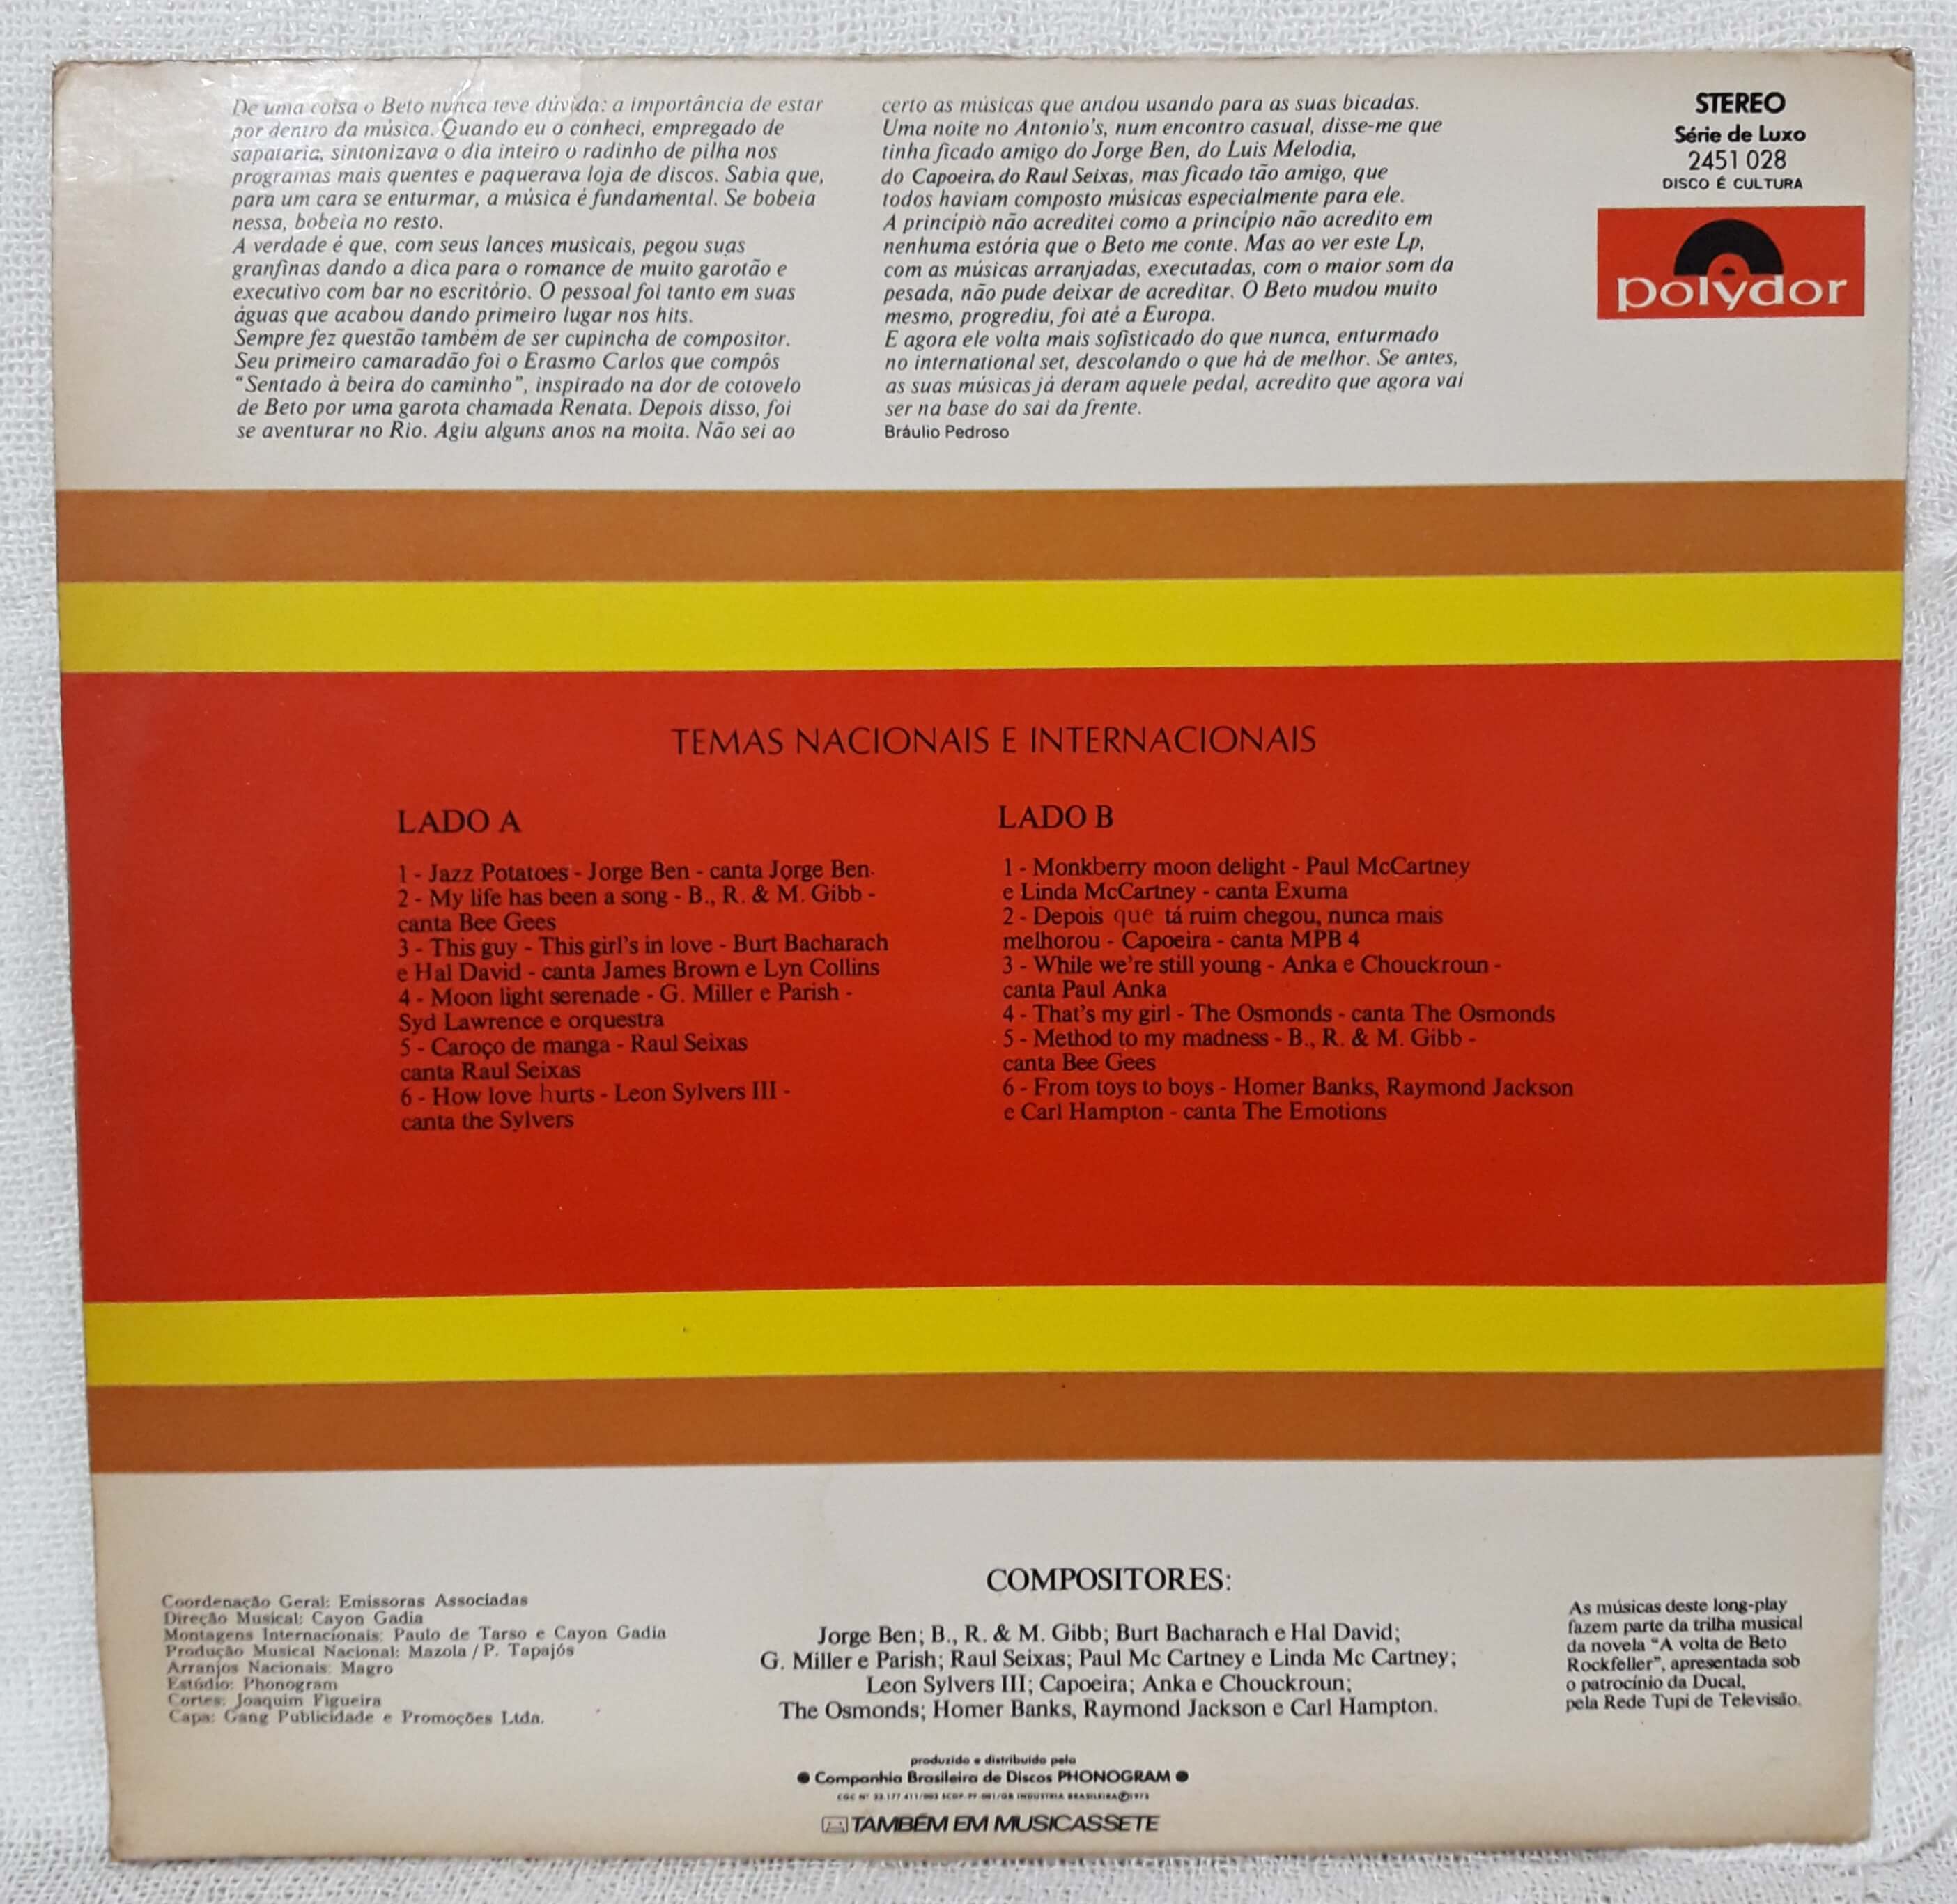 De uma coisa o Beto nunca teve dúvida: a importância de estar
por dentro da música. Quando eu o conheci, empregado de
sapataria, sintonizava o dia inteiro o radinho de pilha nos
programas mais quentes e paquerava loja de discos. Sabia que,
para um cara se enturmar, a música é fundamental. Se bobeia
nessa, bobeia no resto.
A verdade é que, com seus lances musicais, pegou suas
granfinas dando a dica para o romance de muito garotão e
executivo com bar no escritório. O pessoal foi tanto em suas
águas que acabou dando primeiro lugar nos hits.
Sempre fez questão também de ser cupincha de compositor.
Seu primeiro camaradão foi o Erasmo Carlos que compôs
"Sentado à beira do caminho", inspirado na dor de cotovelo
de Beto por uma garota chamada Renata. Depois disso, foi
se aventurar no Rio. Agiu alguns anos na moita. Não sei ao
certo as músicas que andou usando para as suas bicadas.
Uma noite no Antonio's, num encontro casual, disse-me que
tinha ficado amigo do Jorge Ben, do Luis Melodia,
do Capoeira, do Raul Seixas, mas ficado tão amigo, que
todos haviam composto músicas especialmente para ele.
A princípio não acreditei como a princípio não acredito em
nenhuma estória que o Beto me conte. Mas ao ver este Lp,
com as músicas arranjadas, executadas, com o maior som da
pesada, não pude deixar de acreditar. O Beto mudou muito
mesmo, progrediu, foi até a Europa.
E agora ele volta mais sofisticado do que nunca, enturmado
no international set, descolando o que há de melhor. Se antes,
as suas músicas já deram aquele pedal, acredito que agora vai
ser na base do sai da frente.
Bráulio Pedroso
STEREO
Série de Luxo
2451 028
DISCO É CULTURA
polydor
TEMAS NACIONAIS E INTERNACIONAIS
LADO A
1 - Jazz Potatoes - Jorge Ben - canta Jorge Ben.
2 - My life has been a song - B., R. & M. Gibb -
canta Bee Gees
3 - This guy - This girl's in love - Burt Bacharach
e Hal David - canta James Brown e Lyn Collins
4 - Moon light serenade - G. Miller e Parish -
Syd Lawrence e orquestra
5 - Caroço de manga - Raul Seixas
canta Raul Seixas
6 - How love hurts - Leon Sylvers III -
canta the Sylvers
LADO B
1 - Monkberry moon delight - Paul McCartney
e Linda McCartney - canta Exuma
2 - Depois que tá ruim chegou, nunca mais
melhorou - Capoeira - canta MPB 4
3 - While we're still young - Anka e Chouckroun -
canta Paul Anka
4 - That's my girl - The Osmonds - canta The Osmonds
5 - Method to my madness - B., R. & M. Gibb -
canta Bee Gees
6 - From toys to boys - Homer Banks, Raymond Jackson
e Carl Hampton - canta The Emotions
Coordenação Geral: Emissoras Associadas
Direção Musical: Cayon Gadia
Montagens Internacionais: Paulo de Tarso e Cayon Gadia
Produção Musical Nacional: Mazola / P. Tapajós
Arranjos Nacionais: Magro
Estúdio: Phonogram
Cortes: Joaquim Figueira
Capa: Gang Publicidade e Promoções Ltda.
COMPOSITORES:
Jorge Ben; B., R. & M. Gibb; Burt Bacharach e Hal David;
G. Miller e Parish; Raul Seixas; Paul Mc Cartney e Linda Mc Cartney;
Leon Sylvers III; Capoeira; Anka e Chouckroun;
The Osmonds; Homer Banks, Raymond Jackson e Carl Hampton.
As músicas deste long-play
fazem parte da trilha musical
da novela "A volta de Beto
Rockfeller", apresentada sob
o patrocínio da Ducal,
pela Rede Tupi de Televisão.
produzido e distribuido pela
Companhia Brasileira de Discos PHONOGRAM
CGC Nº 33.177.411/003 INDUSTRIA BRASILEIRA ℗1973
TAMBÉM EM MUSICASSETE